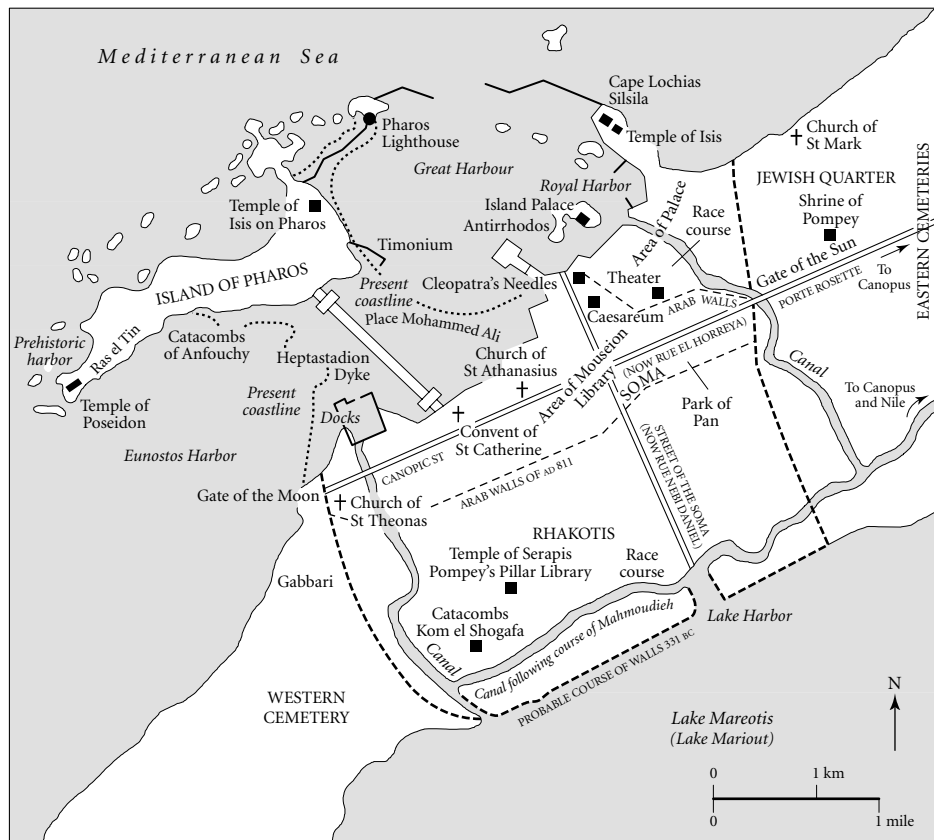 Mediterranean Sea
Cape Lochias
Silsila
Temple of Isis
Church of
St Mark
Pharos
Lighthouse
Great Harbour
Royal Harbor
JEWISH QUARTER
EASTERN CEMETERIES
Temple of
Isis on Pharos
Island Palace
Antirrhodos
Area of Palace
Race
course
Shrine of
Pompey
Timonium
Gate of the Sun
To
Canopus
ISLAND OF PHAROS
Present
coastline
Cleopatra's Needles
Theater
PORTE ROSETTE
Place Mohammed Ali
Caesareum
ARAB WALLS
Prehistoric
harbor
Ras el Tin
Catacombs
of Anfouchy
Heptastadion
Dyke
Church of
St Athanasius
Area of Mouseion
Library
(NOW RUE EL HORREYA)
SOMA
Canal
To Canopus
and Nile
Temple of
Poseidon
Present
coastline
Docks
Park of
Pan
Convent of
St Catherine
Eunostos Harbor
CANOPIC ST
STREET OF THE SOMA
(NOW RUE NEBI DANIEL)
ARAB WALLS OF AD 811
Gate of the Moon
Church of
St Theonas
RHAKOTIS
Temple of Serapis
Pompey's Pillar Library
Race
course
Gabbari
Catacombs
Kom el Shogafa
Lake Harbor
Canal
Canal following course of Mahmoudieh
PROBABLE COURSE OF WALLS 331 BC
WESTERN
CEMETERY
Lake Mareotis
(Lake Mariout)
N
0 1 km
0 1 mile